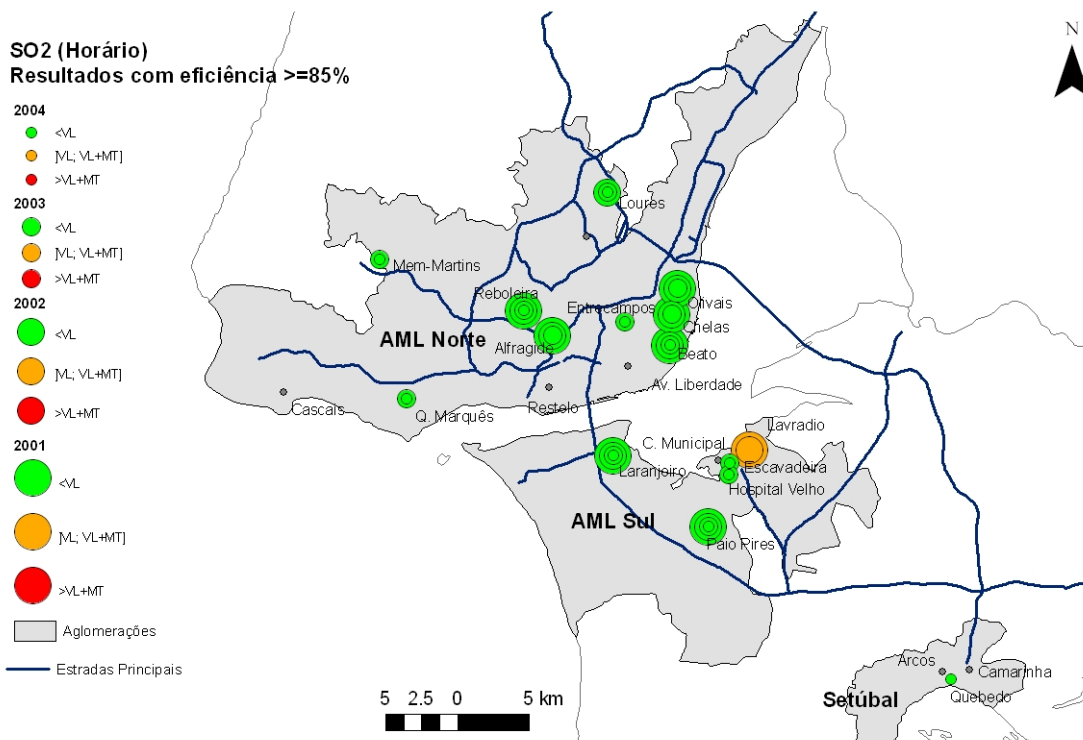 SO2 (Horário)
Resultados com eficiência >=85%
2004
<VL
]VL; VL+MT]
>VL+MT
2003
<VL
]VL; VL+MT]
>VL+MT
2002
<VL
]VL; VL+MT]
>VL+MT
2001
<VL
]VL; VL+MT]
>VL+MT
Aglomerações
Estradas Principais
N
Loures
Mem-Martins
Reboleira
Entrecampos
Olivais
Chelas
AML Norte
Alfragide
Beato
Av. Liberdade
Cascais
Q. Marquês
Restelo
Lavradio
C. Municipal
Escavadeira
Laranjeiro
Hospital Velho
AML Sul
Paio Pires
Arcos
Camarinha
Quebedo
Setúbal
5 2.5 0 5 km